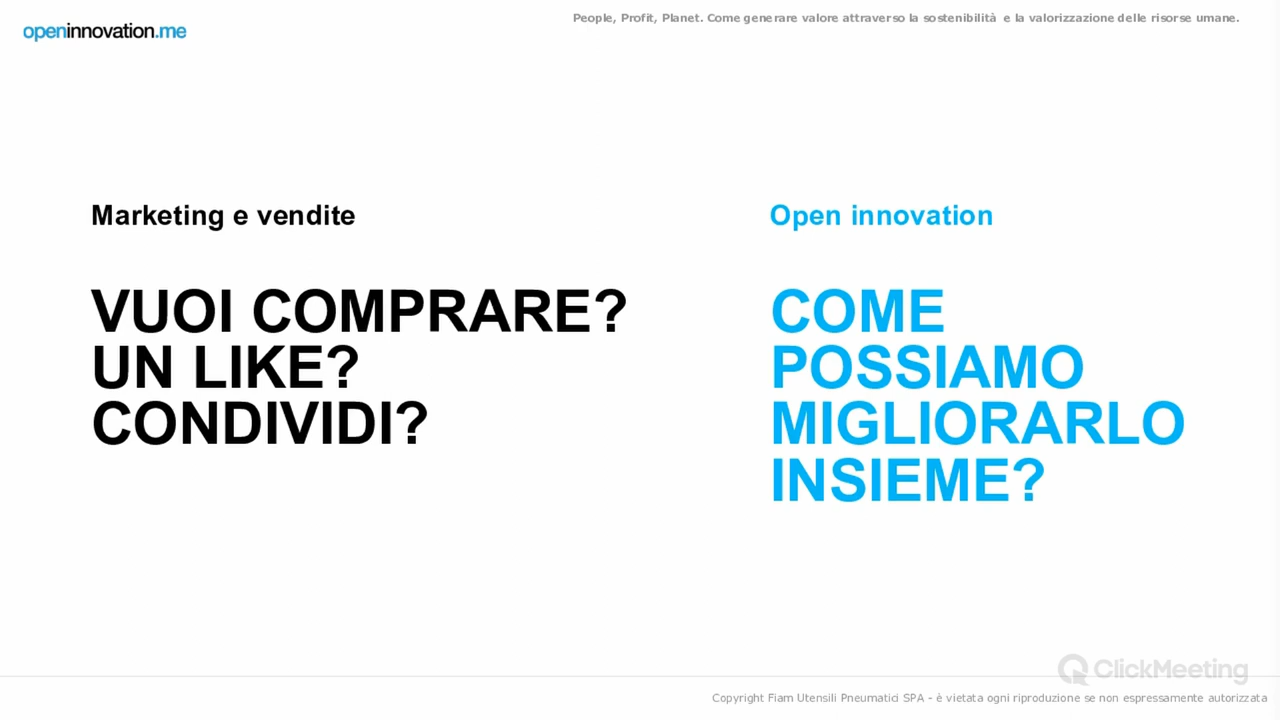 openinnovation.me
People, Profit, Planet. Come generare valore attraverso la sostenibilità e la valorizzazione delle risorse umane.
Marketing e vendite
VUOI COMPRARE?
UN LIKE?
CONDIVIDI?
Open innovation
COME
POSSIAMO
MIGLIORARLO
INSIEME?
ClickMeeting
Copyright Fiam Utensili Pneumatici SPA - è vietata ogni riproduzione se non espressamente autorizzata